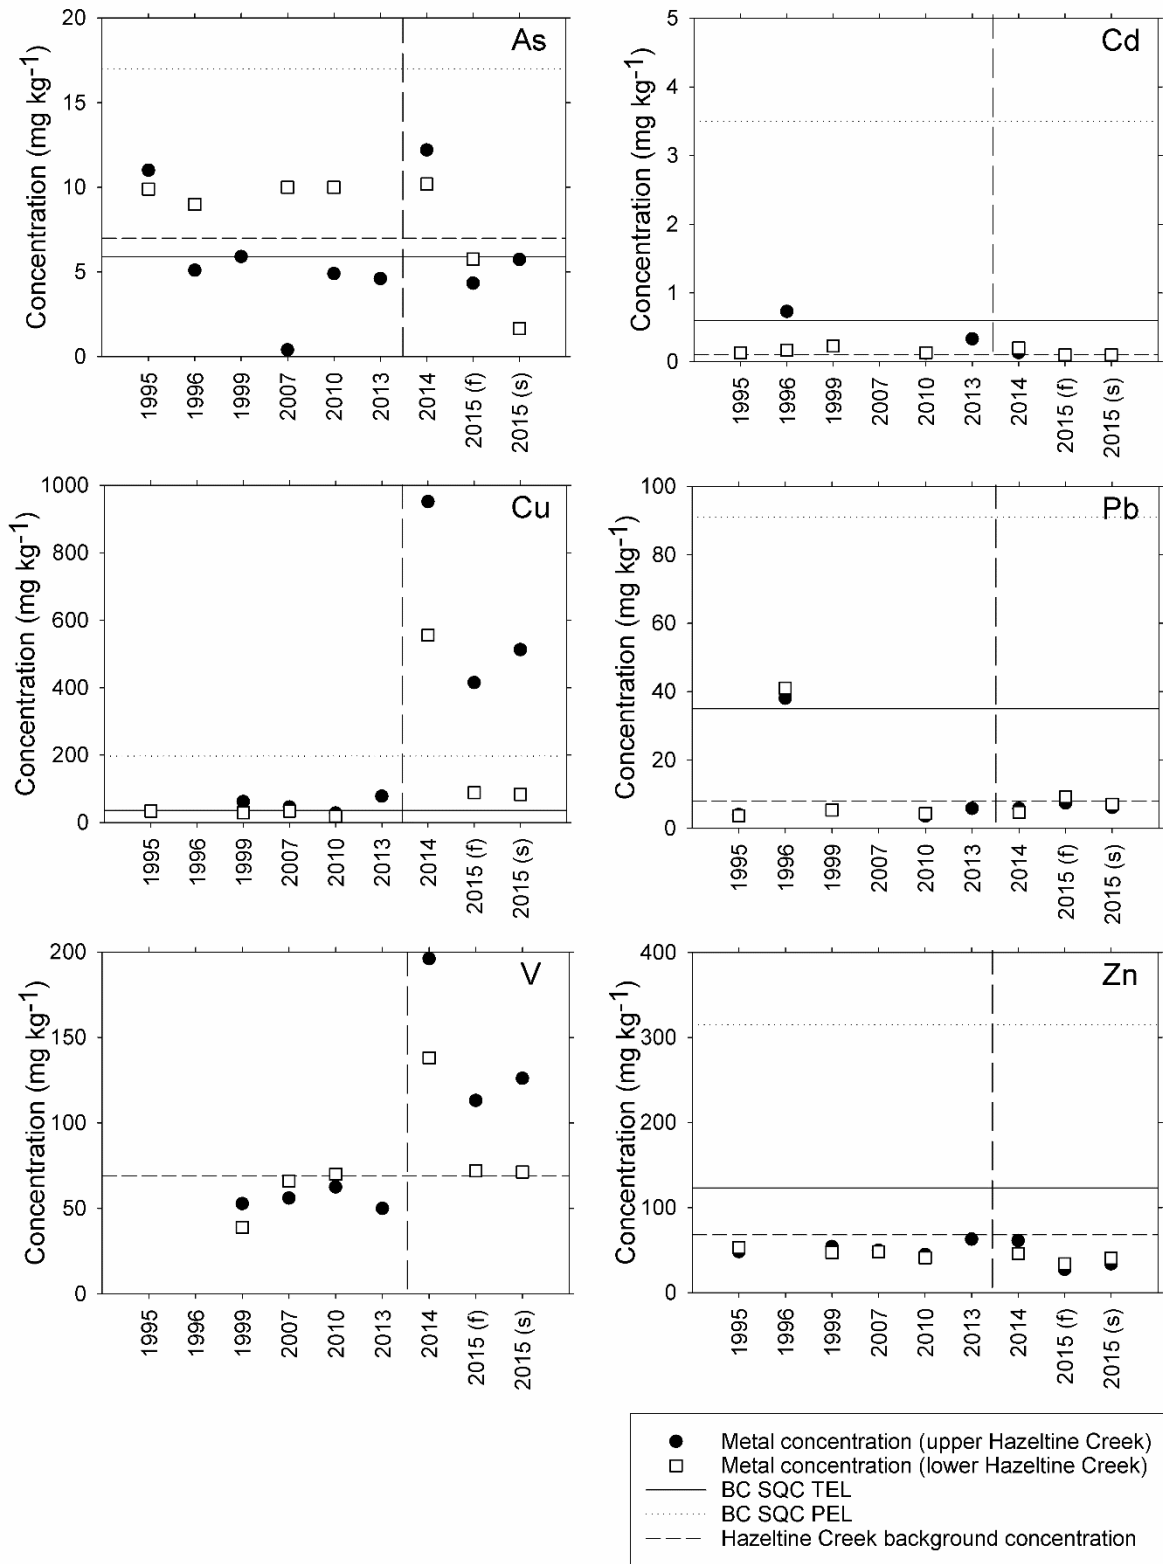 As
Concentration (mg kg-1)
20
15
10
5
0
1995
1996
1999
2007
2010
2013
2014
2015 (f)
2015 (s)
Cd
Concentration (mg kg-1)
5
4
3
2
1
0
1995
1996
1999
2007
2010
2013
2014
2015 (f)
2015 (s)
Cu
Concentration (mg kg-1)
1000
800
600
400
200
0
1995
1996
1999
2007
2010
2013
2014
2015 (f)
2015 (s)
Pb
Concentration (mg kg-1)
100
80
60
40
20
0
1995
1996
1999
2007
2010
2013
2014
2015 (f)
2015 (s)
V
Concentration (mg kg-1)
200
150
100
50
0
1995
1996
1999
2007
2010
2013
2014
2015 (f)
2015 (s)
Zn
Concentration (mg kg-1)
400
300
200
100
0
1995
1996
1999
2007
2010
2013
2014
2015 (f)
2015 (s)
Metal concentration (upper Hazeltine Creek)
Metal concentration (lower Hazeltine Creek)
BC SQC TEL
BC SQC PEL
Hazeltine Creek background concentration